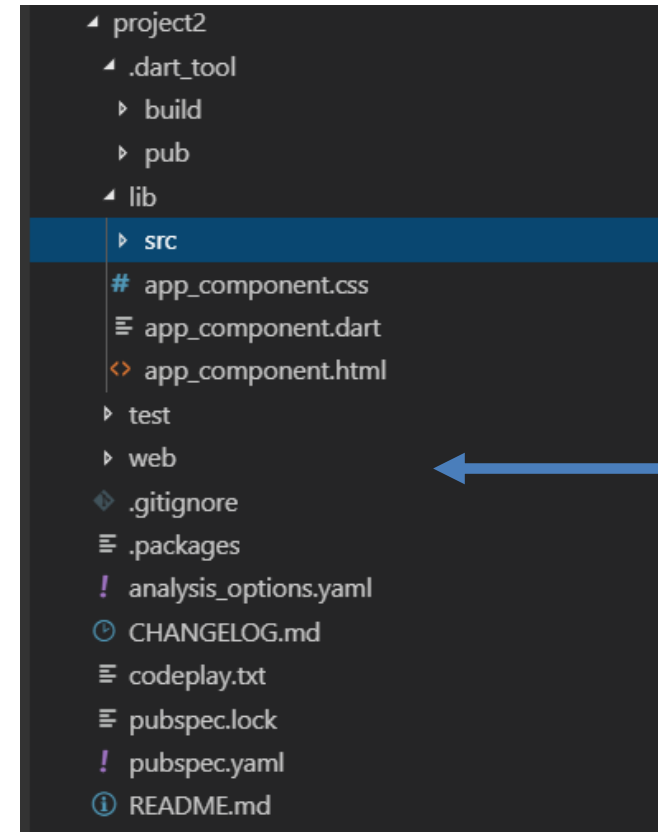 project2
.dart_tool
build
pub
lib
src
# app_component.css
app_component.dart
<> app_component.html
test
web
.gitignore
.packages
! analysis_options.yaml
CHANGELOG.md
codeplay.txt
pubspec.lock
! pubspec.yaml
README.md